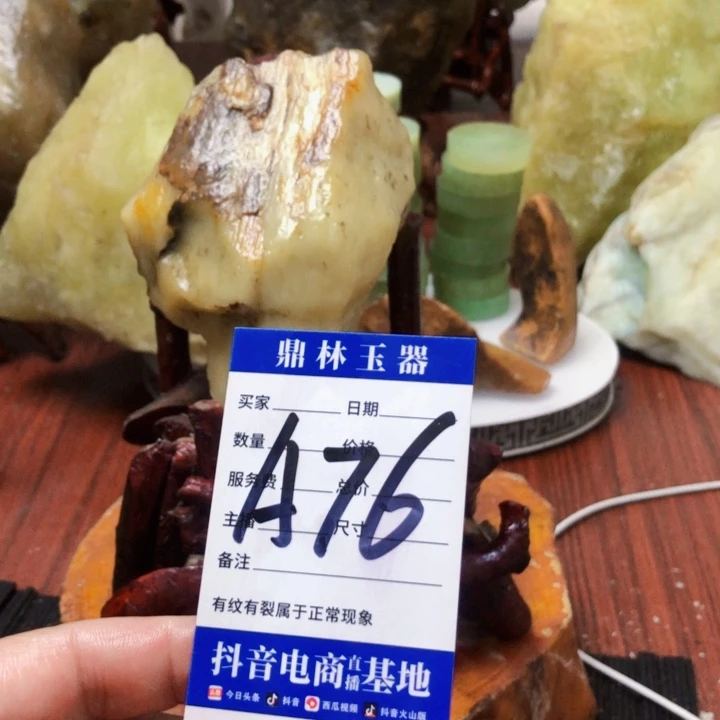 鼎林玉器
买家 日期
数量 价格
服务费 总价
主播 尺寸
A76
备注
有纹有裂属于正常现象
抖音电商直播基地
今日头条 抖音 西瓜视频 抖音火山版